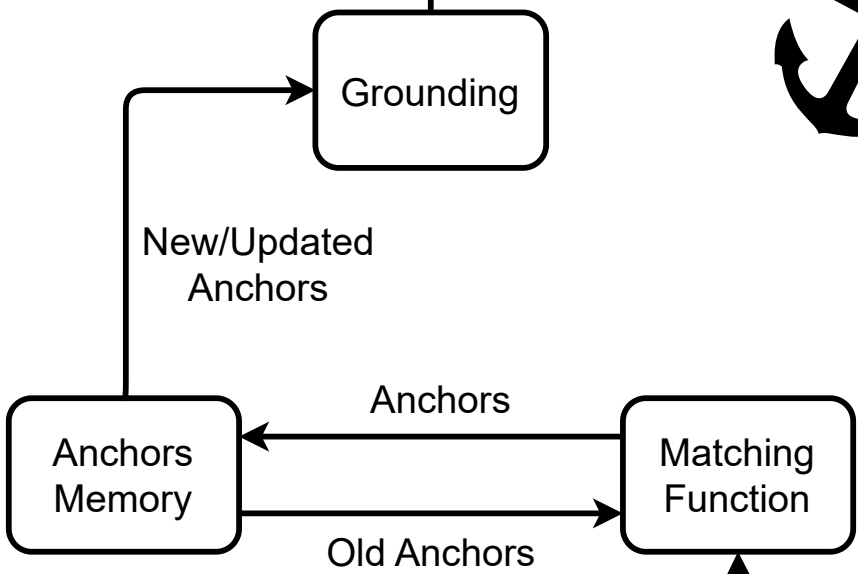 Grounding
New/Updated
Anchors
Anchors
Anchors
Memory
Matching
Function
Old Anchors